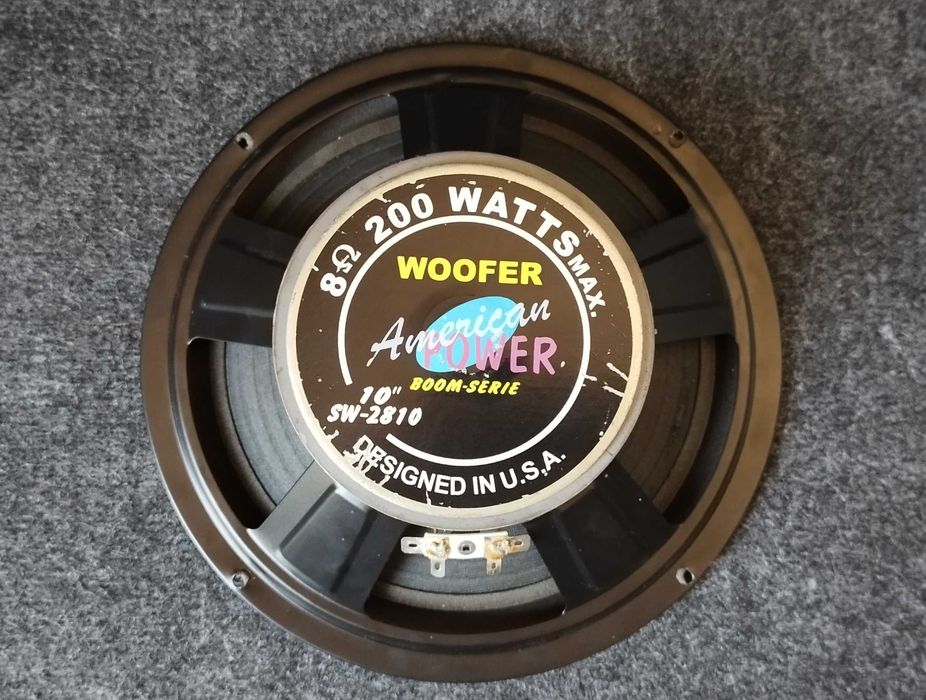 8Ω 200 WATTS MAX.
WOOFER
American
POWER
BOOM-SERIE
10"
SW-2810
DESIGNED IN U.S.A.